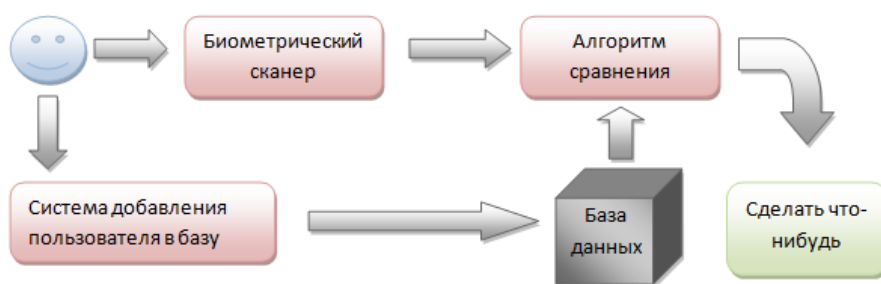 Биометрический
сканер
Алгоритм
сравнения
Система добавления
пользователя в базу
База
данных
Сделать что-
нибудь